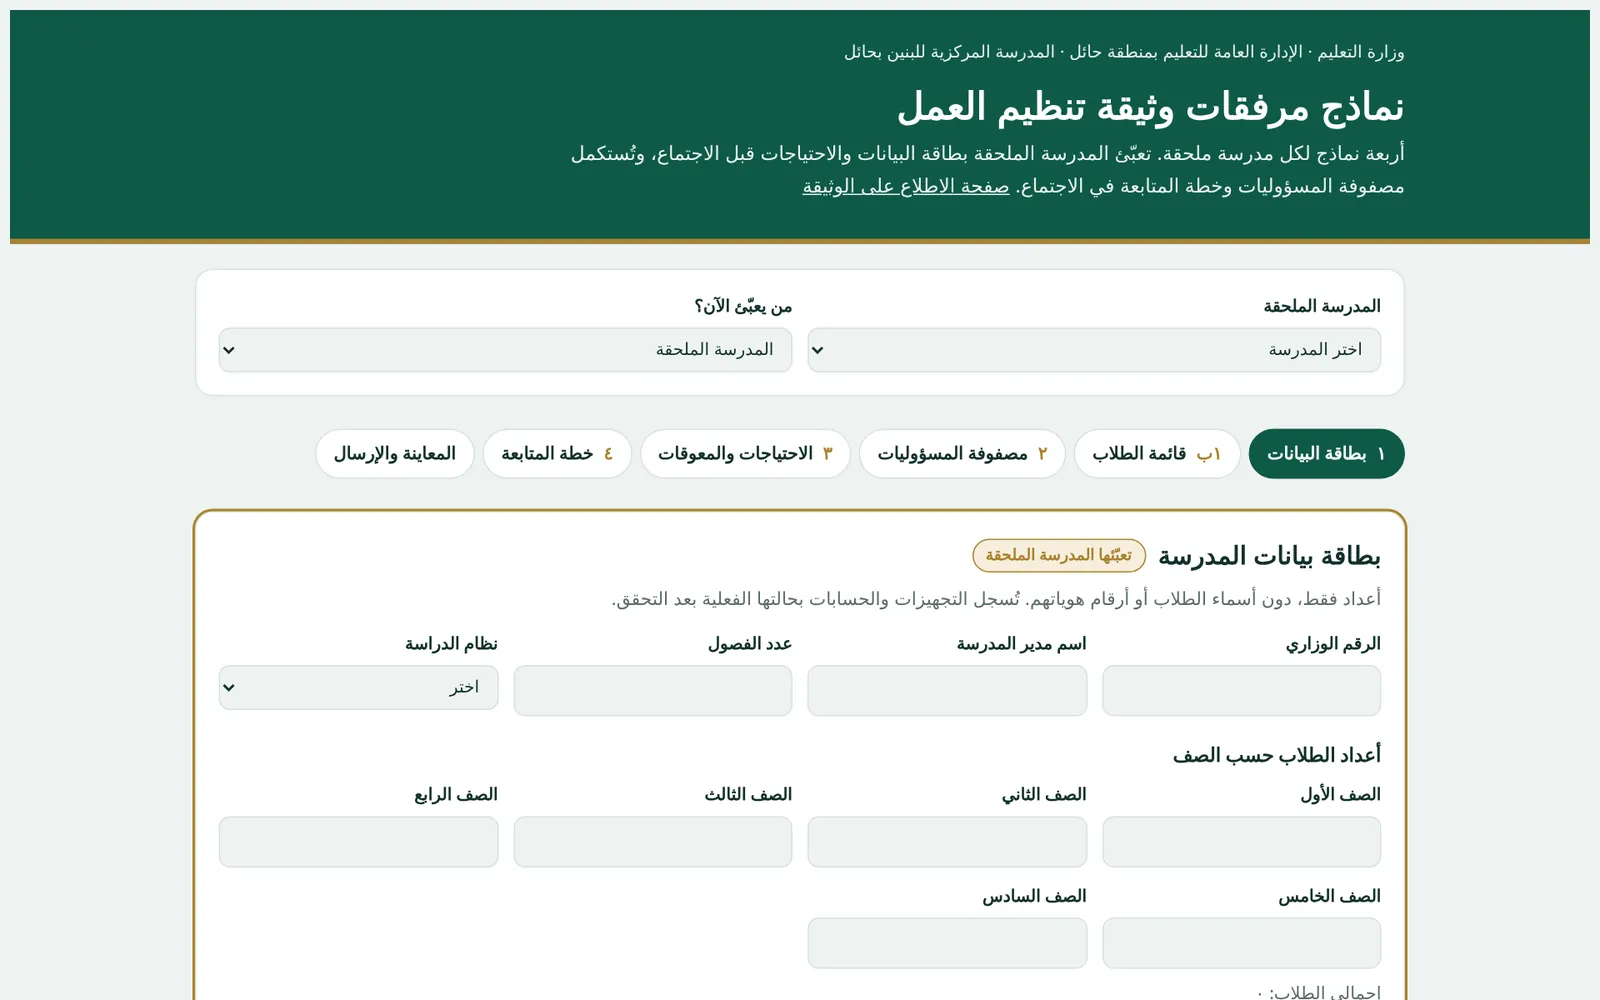 وزارة التعليم · الإدارة العامة للتعليم بمنطقة حائل · المدرسة المركزية للبنين بحائل
نماذج مرفقات وثيقة تنظيم العمل
أربعة نماذج لكل مدرسة ملحقة. تعبّئ المدرسة الملحقة بطاقة البيانات والاحتياجات قبل الاجتماع، وتُستكمل
مصفوفة المسؤوليات وخطة المتابعة في الاجتماع. صفحة الاطلاع على الوثيقة
المدرسة الملحقة
اختر المدرسة
من يعبّئ الآن؟
المدرسة الملحقة
١ بطاقة البيانات
١ب قائمة الطلاب
٢ مصفوفة المسؤوليات
٣ الاحتياجات والمعوقات
٤ خطة المتابعة
المعاينة والإرسال
بطاقة بيانات المدرسة
تعبّئها المدرسة الملحقة
أعداد فقط، دون أسماء الطلاب أو أرقام هوياتهم. تُسجل التجهيزات والحسابات بحالتها الفعلية بعد التحقق.
الرقم الوزاري
اسم مدير المدرسة
عدد الفصول
نظام الدراسة
اختر
أعداد الطلاب حسب الصف
الصف الأول
الصف الثاني
الصف الثالث
الصف الرابع
الصف الخامس
الصف السادس
إجمالي الطلاب: ٠